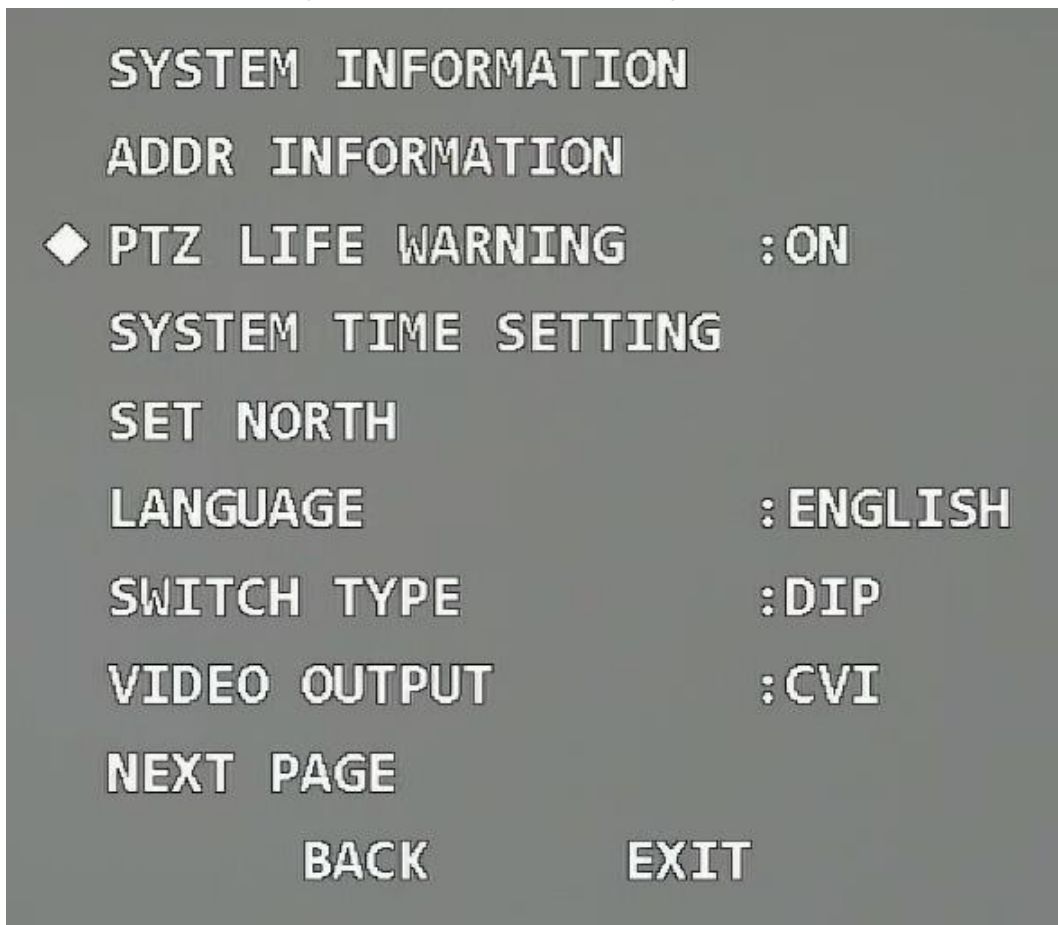 SYSTEM INFORMATION
ADDR INFORMATION
PTZ LIFE WARNING :ON
SYSTEM TIME SETTING
SET NORTH
LANGUAGE :ENGLISH
SWITCH TYPE :DIP
VIDEO OUTPUT :CVI
NEXT PAGE
BACK EXIT